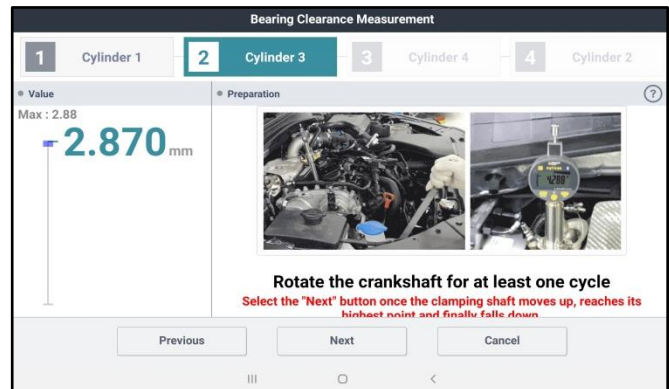 Bearing Clearance Measurement
1 Cylinder 1 2 Cylinder 3 3 Cylinder 4 4 Cylinder 2
Value
Preparation ?
Max : 2.88
2.870 mm
Rotate the crankshaft for at least one cycle
Select the "Next" button once the clamping shaft moves up, reaches its
highest point and finally falls down
Previous Next Cancel